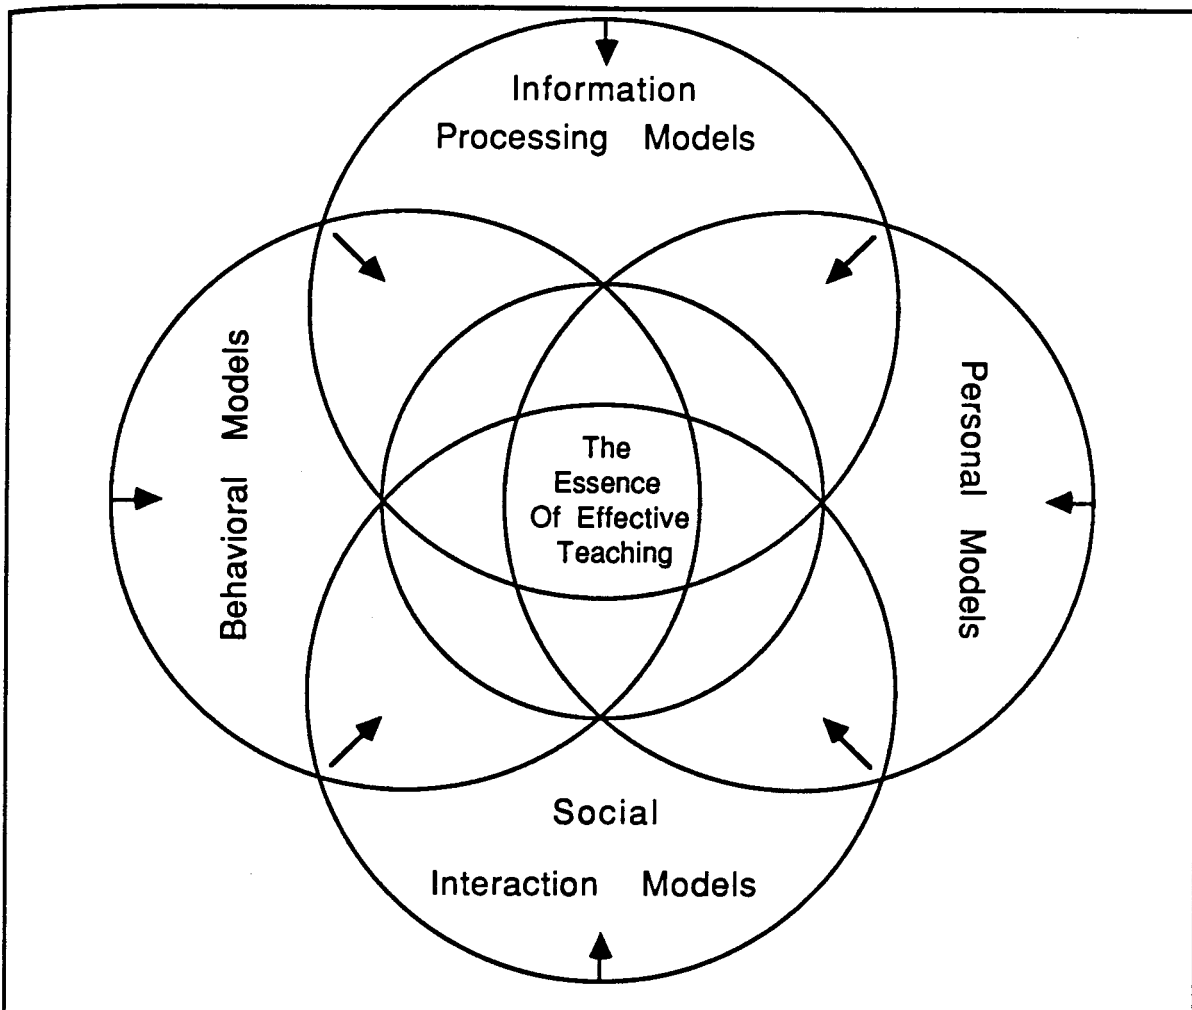 Information
Processing Models
Behavioral Models
Personal Models
The
Essence
Of Effective
Teaching
Social
Interaction Models